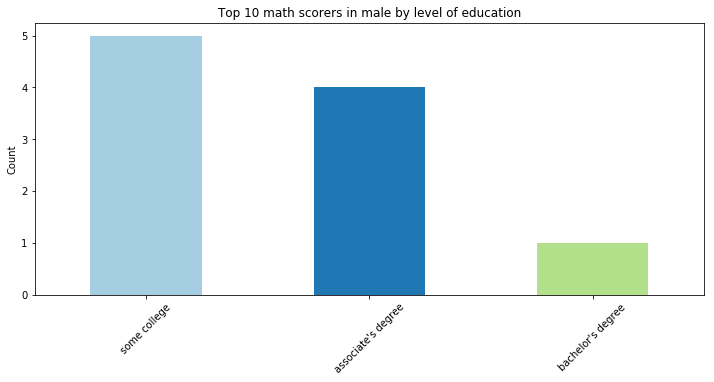 Top 10 math scorers in male by level of education
Count
5
4
3
2
1
0
some college
associate's degree
bachelor's degree